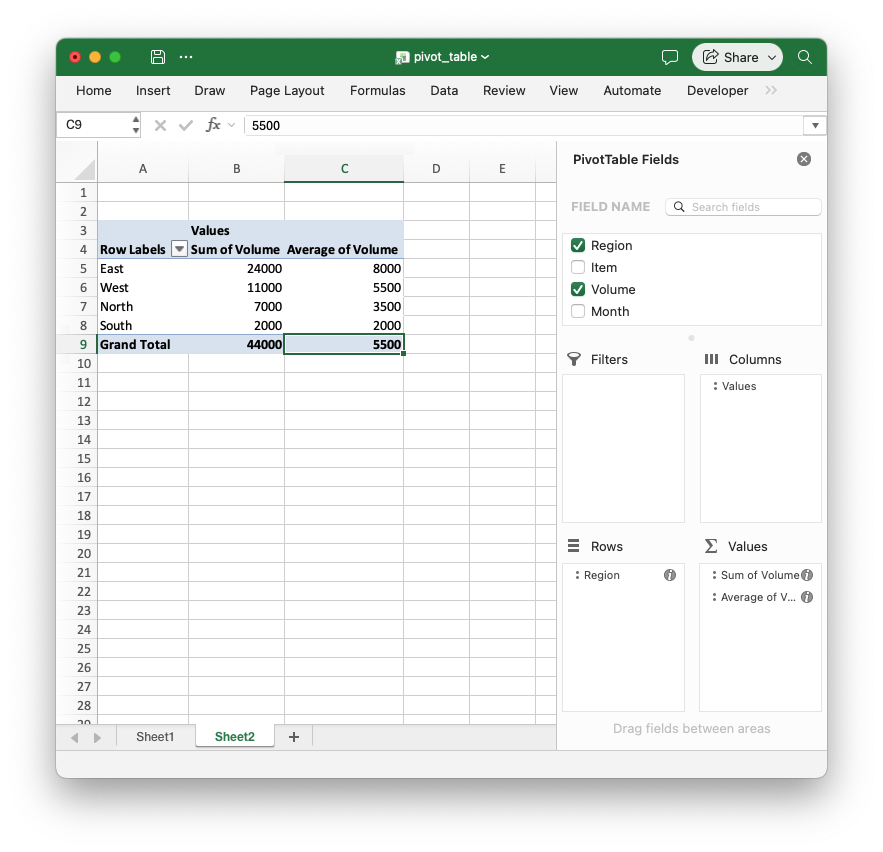 pivot_table
Share
Home Insert Draw Page Layout Formulas Data Review View Automate Developer
C9 fx 5500
A B C D E
1
2
3 Values
4 Row Labels Sum of Volume Average of Volume
5 East 24000 8000
6 West 11000 5500
7 North 7000 3500
8 South 2000 2000
9 Grand Total 44000 5500
10
11
12
13
14
15
16
17
18
19
20
21
22
23
24
25
26
27
28
29
Sheet1 Sheet2 +
PivotTable Fields
FIELD NAME Search fields
Region
Item
Volume
Month
Filters Columns
Values
Rows Values
Region Sum of Volume
Average of V...
Drag fields between areas